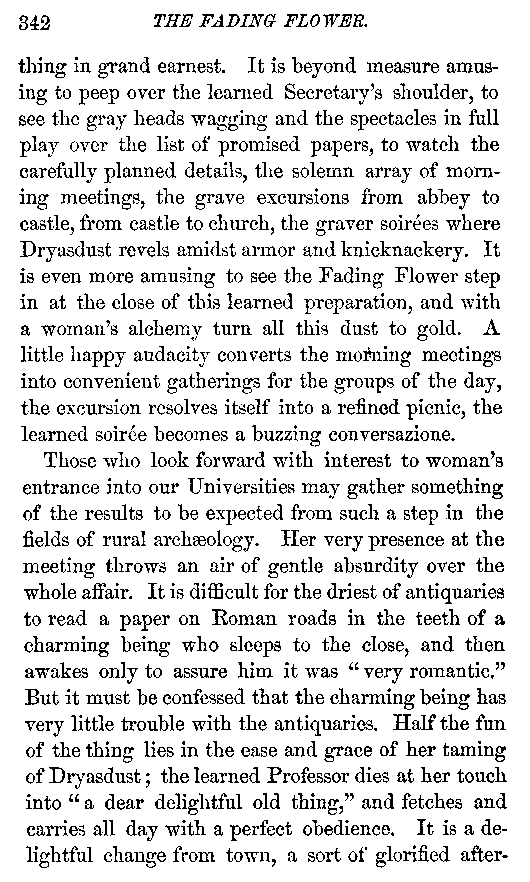 342 THE FADING FLOWER.
thing in grand earnest. It is beyond measure amus-
ing to peep over the learned Secretary's shoulder, to
see the gray heads wagging and the spectacles in full
play over the list of promised papers, to watch the
carefully planned details, the solemn array of morn-
ing meetings, the grave excursions from abbey to
castle, from castle to church, the graver soirées where
Dryasdust revels amidst armor and knicknackery. It
is even more amusing to see the Fading Flower step
in at the close of this learned preparation, and with
a woman's alchemy turn all this dust to gold. A
little happy audacity converts the morning meetings
into convenient gatherings for the groups of the day,
the excursion resolves itself into a refined picnic, the
learned soirée becomes a buzzing conversazione.
Those who look forward with interest to woman's
entrance into our Universities may gather something
of the results to be expected from such a step in the
fields of rural archæology. Her very presence at the
meeting throws an air of gentle absurdity over the
whole affair. It is difficult for the driest of antiquaries
to read a paper on Roman roads in the teeth of a
charming being who sleeps to the close, and then
awakes only to assure him it was "very romantic."
But it must be confessed that the charming being has
very little trouble with the antiquaries. Half the fun
of the thing lies in the ease and grace of her taming
of Dryasdust; the learned Professor dies at her touch
into "a dear delightful old thing," and fetches and
carries all day with a perfect obedience. It is a de-
lightful change from town, a sort of glorified after-